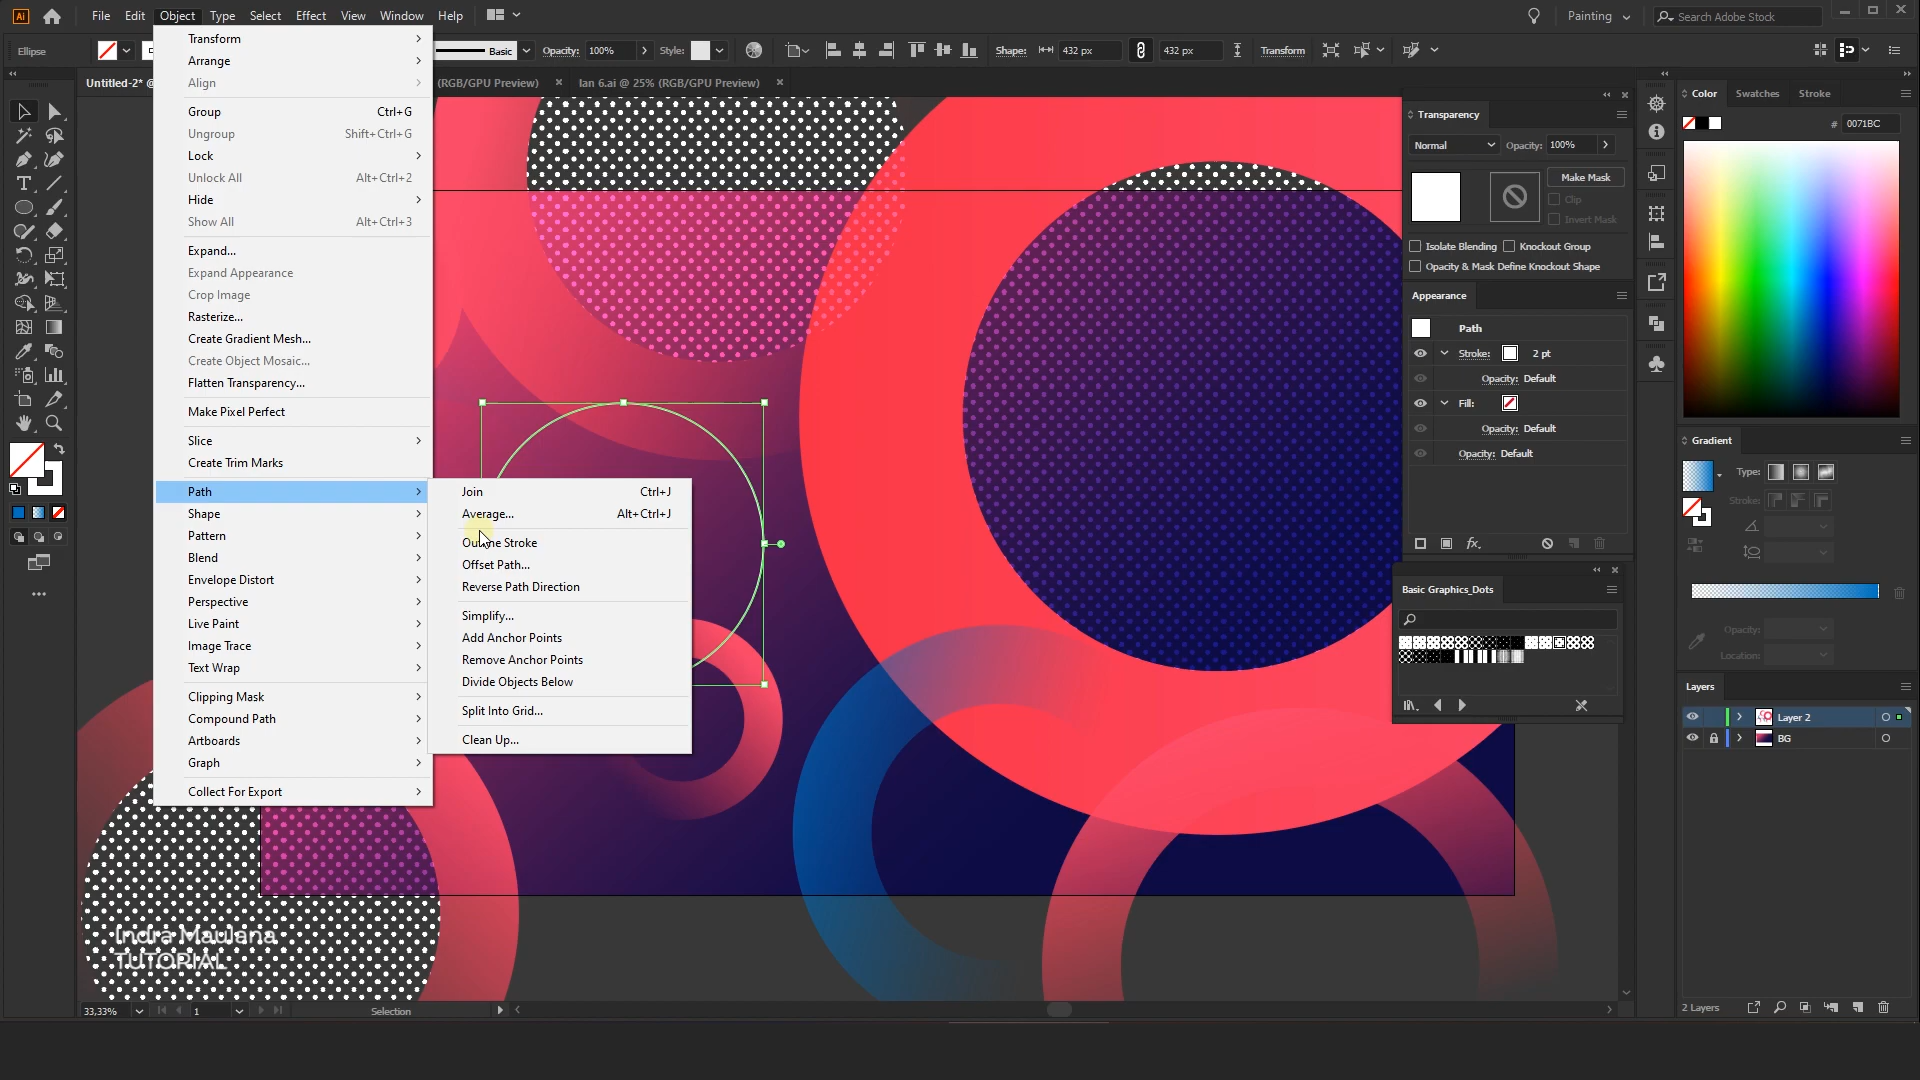 Ai File Edit Object Type Select Effect View Window Help Painting Search Adobe Stock
Ellipse Basic Opacity: 100% Style: Shape: 432 px 432 px Transform
Untitled-2* @ (RGB/GPU Preview) × lan 6.ai @ 25% (RGB/GPU Preview) ×
Transform
Arrange
Align
Group Ctrl+G
Ungroup Shift+Ctrl+G
Lock
Unlock All Alt+Ctrl+2
Hide
Show All Alt+Ctrl+3
Expand...
Expand Appearance
Crop Image
Rasterize...
Create Gradient Mesh...
Create Object Mosaic...
Flatten Transparency...
Make Pixel Perfect
Slice
Create Trim Marks
Path
Shape
Pattern
Blend
Envelope Distort
Perspective
Live Paint
Image Trace
Text Wrap
Clipping Mask
Compound Path
Artboards
Graph
Collect For Export
Join Ctrl+J
Average... Alt+Ctrl+J
Outline Stroke
Offset Path...
Reverse Path Direction
Simplify...
Add Anchor Points
Remove Anchor Points
Divide Objects Below
Split Into Grid...
Clean Up...
Transparency
Normal Opacity: 100%
Make Mask
Clip
Invert Mask
Isolate Blending Knockout Group
Opacity & Mask Define Knockout Shape
Appearance
Path
Stroke: 2 pt
Opacity: Default
Fill:
Opacity: Default
Opacity: Default
fx.
Basic Graphics_Dots
Color Swatches Stroke
# 0071BC
Gradient
Type:
Stroke:
Opacity:
Location:
Layers
Layer 2
BG
2 Layers
Indra Maulana
TUTORIAL
33,33% 1 Selection